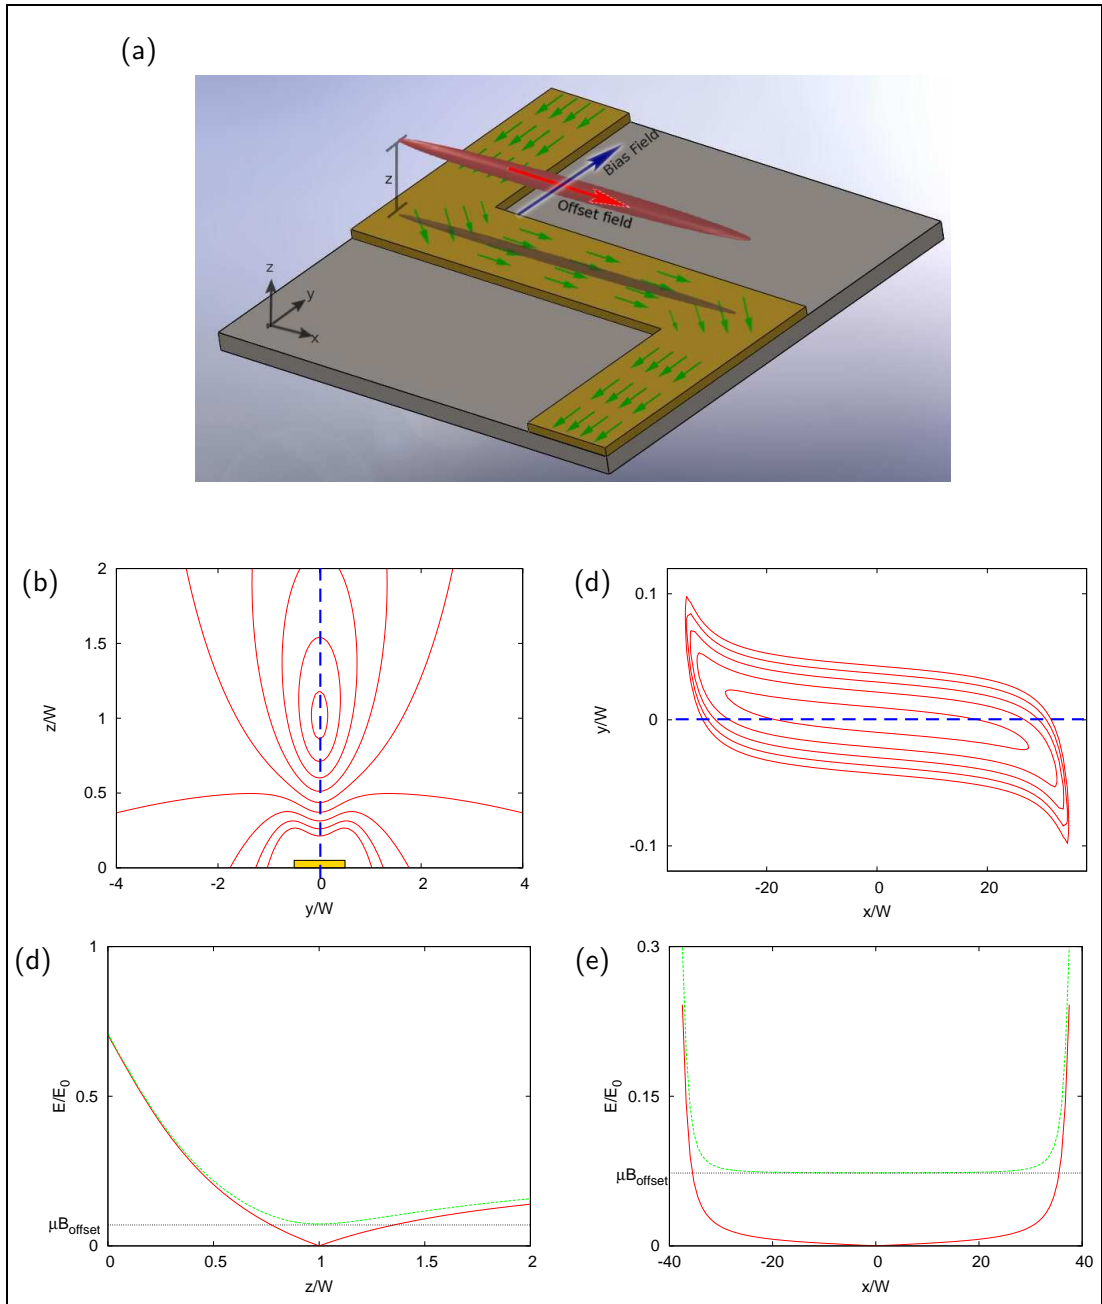 (a)
z
Bias Field
Offset field
z
y
x
(b)
2
1.5
z/W
1
0.5
0
-4
-2
0
2
4
y/W
(d)
0.1
y/W
0
-0.1
-20
0
20
x/W
(d)
1
E/E0
0.5
μBoffset
0
0
0.5
1
1.5
2
z/W
(e)
0.3
E/E0
0.15
μBoffset
0
-40
-20
0
20
40
x/W